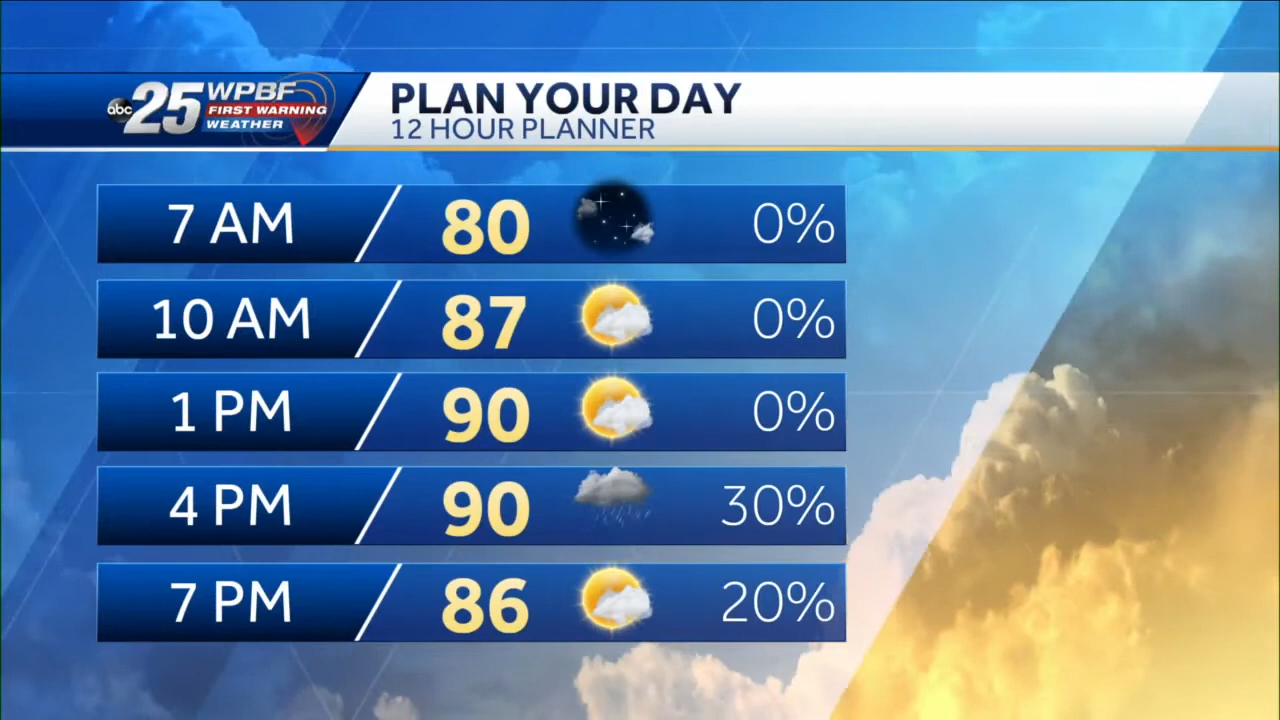 abc 25 WPBF
FIRST WARNING
WEATHER
PLAN YOUR DAY
12 HOUR PLANNER
7 AM 80 0%
10 AM 87 0%
1 PM 90 0%
4 PM 90 30%
7 PM 86 20%